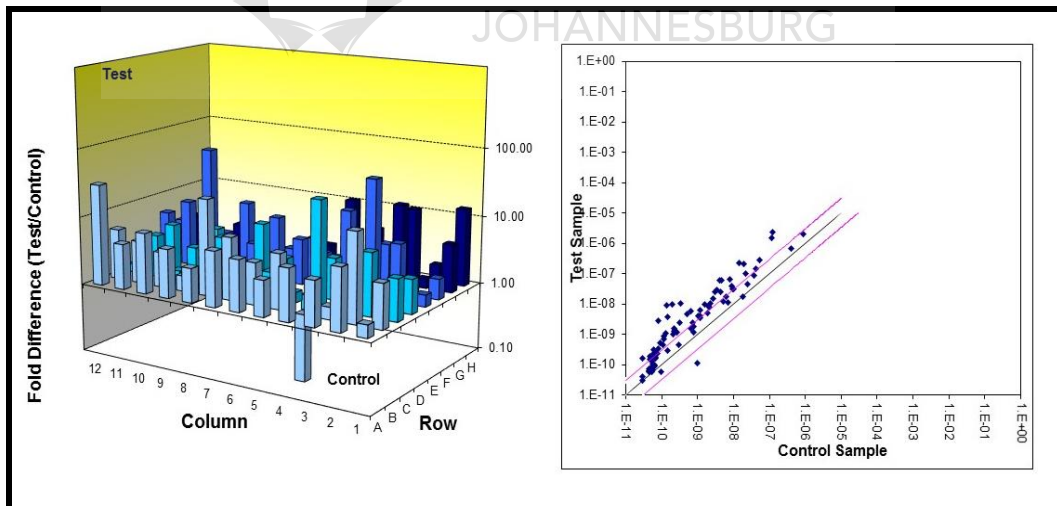 JOHANNESBURG
Test
Fold Difference (Test/Control)
100.00
10.00
1.00
0.10
Control
12 11 10 9 8 7 6 5 4 3 2 1
A B C D E F G H
Column
Row
1.E+00
1.E-01
1.E-02
1.E-03
1.E-04
1.E-05
1.E-06
1.E-07
1.E-08
1.E-09
1.E-10
1.E-11
Test Sample
1.E-11 1.E-10 1.E-09 1.E-08 1.E-07 1.E-06 1.E-05 1.E-04 1.E-03 1.E-02 1.E-01 1.E+00
Control Sample